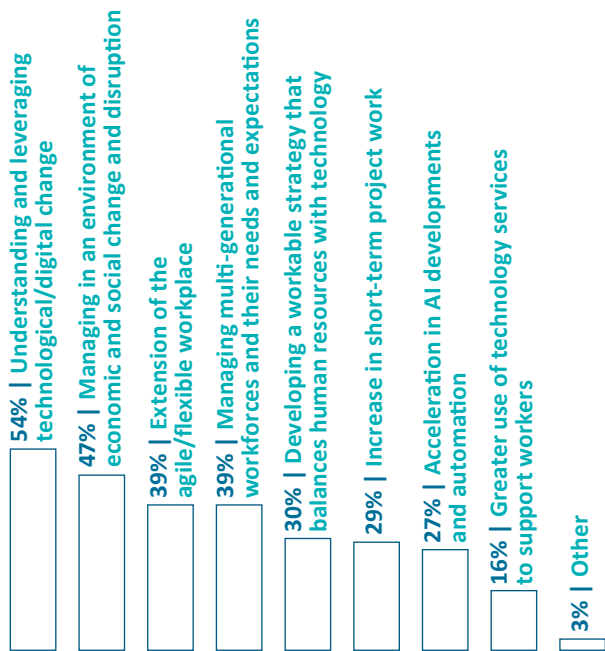 54% | Understanding and leveraging
technological/digital change
47% | Managing in an environment of
economic and social change and disruption
39% | Extension of the
agile/flexible workplace
39% | Managing multi-generational
workforces and their needs and expectations
30% | Developing a workable strategy that
balances human resources with technology
29% | Increase in short-term project work
27% | Acceleration in AI developments
and automation
16% | Greater use of technology services
to support workers
3% | Other